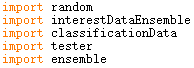 import random
import interestDataEnsemble
import classificationData
import tester
import ensemble